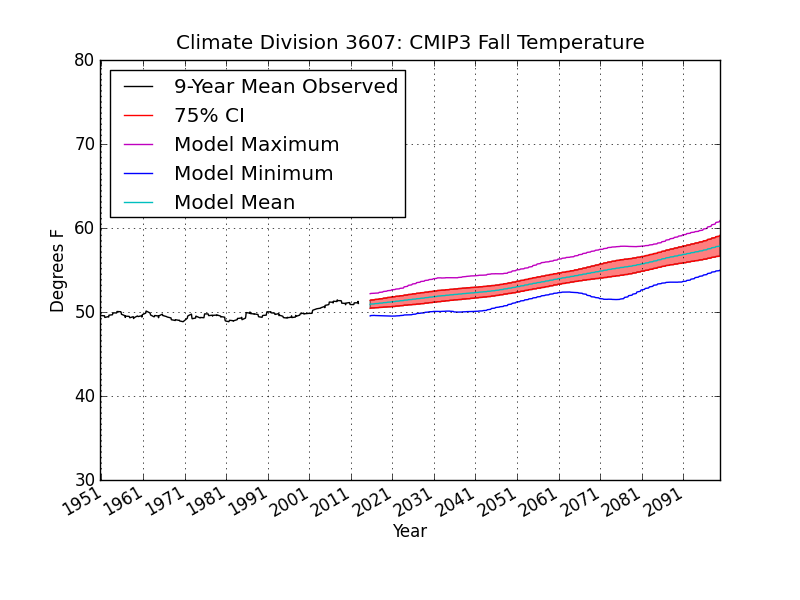 Climate Division 3607: CMIP3 Fall Temperature
80
70
60
50
40
30
Degrees F
9-Year Mean Observed
75% CI
Model Maximum
Model Minimum
Model Mean
1951 1961 1971 1981 1991 2001 2011 2021 2031 2041 2051 2061 2071 2081 2091
Year